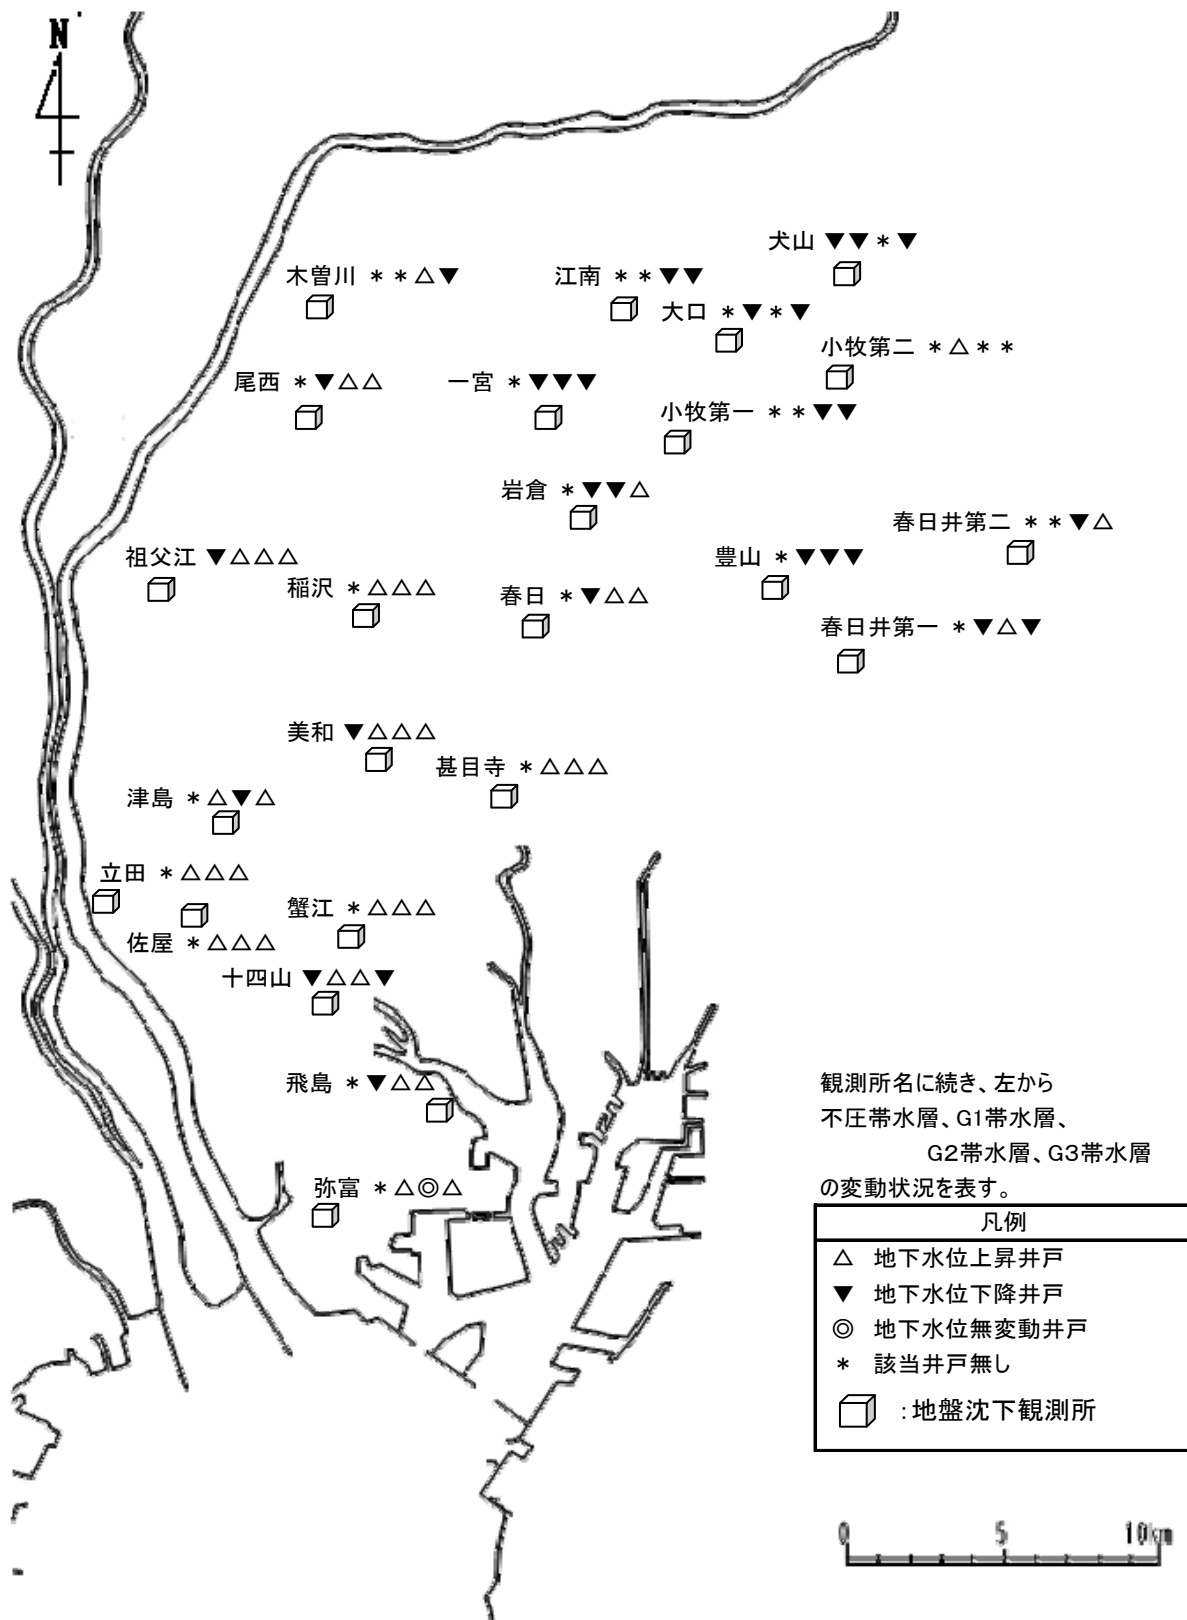 N
犬山 ▼▼*▼
木曽川 **△▼
江南 **▼▼
大口 *▼*▼
小牧第二 *△**
尾西 *▼△△
一宮 *▼▼▼
小牧第一 **▼▼
岩倉 *▼▼△
春日井第二 **▼△
祖父江 ▼△△△
稲沢 *△△△
春日 *▼△△
豊山 *▼▼▼
春日井第一 *▼△▼
美和 ▼△△△
甚目寺 *△△△
津島 *△▼△
立田 *△△△
蟹江 *△△△
佐屋 *△△△
十四山 ▼△△▼
飛島 *▼△△
弥富 *△◎△
観測所名に続き、左から
不圧帯水層、G1帯水層、
G2帯水層、G3帯水層
の変動状況を表す。
凡例
△ 地下水位上昇井戸
▼ 地下水位下降井戸
◎ 地下水位無変動井戸
* 該当井戸無し
:地盤沈下観測所
0 5 10km